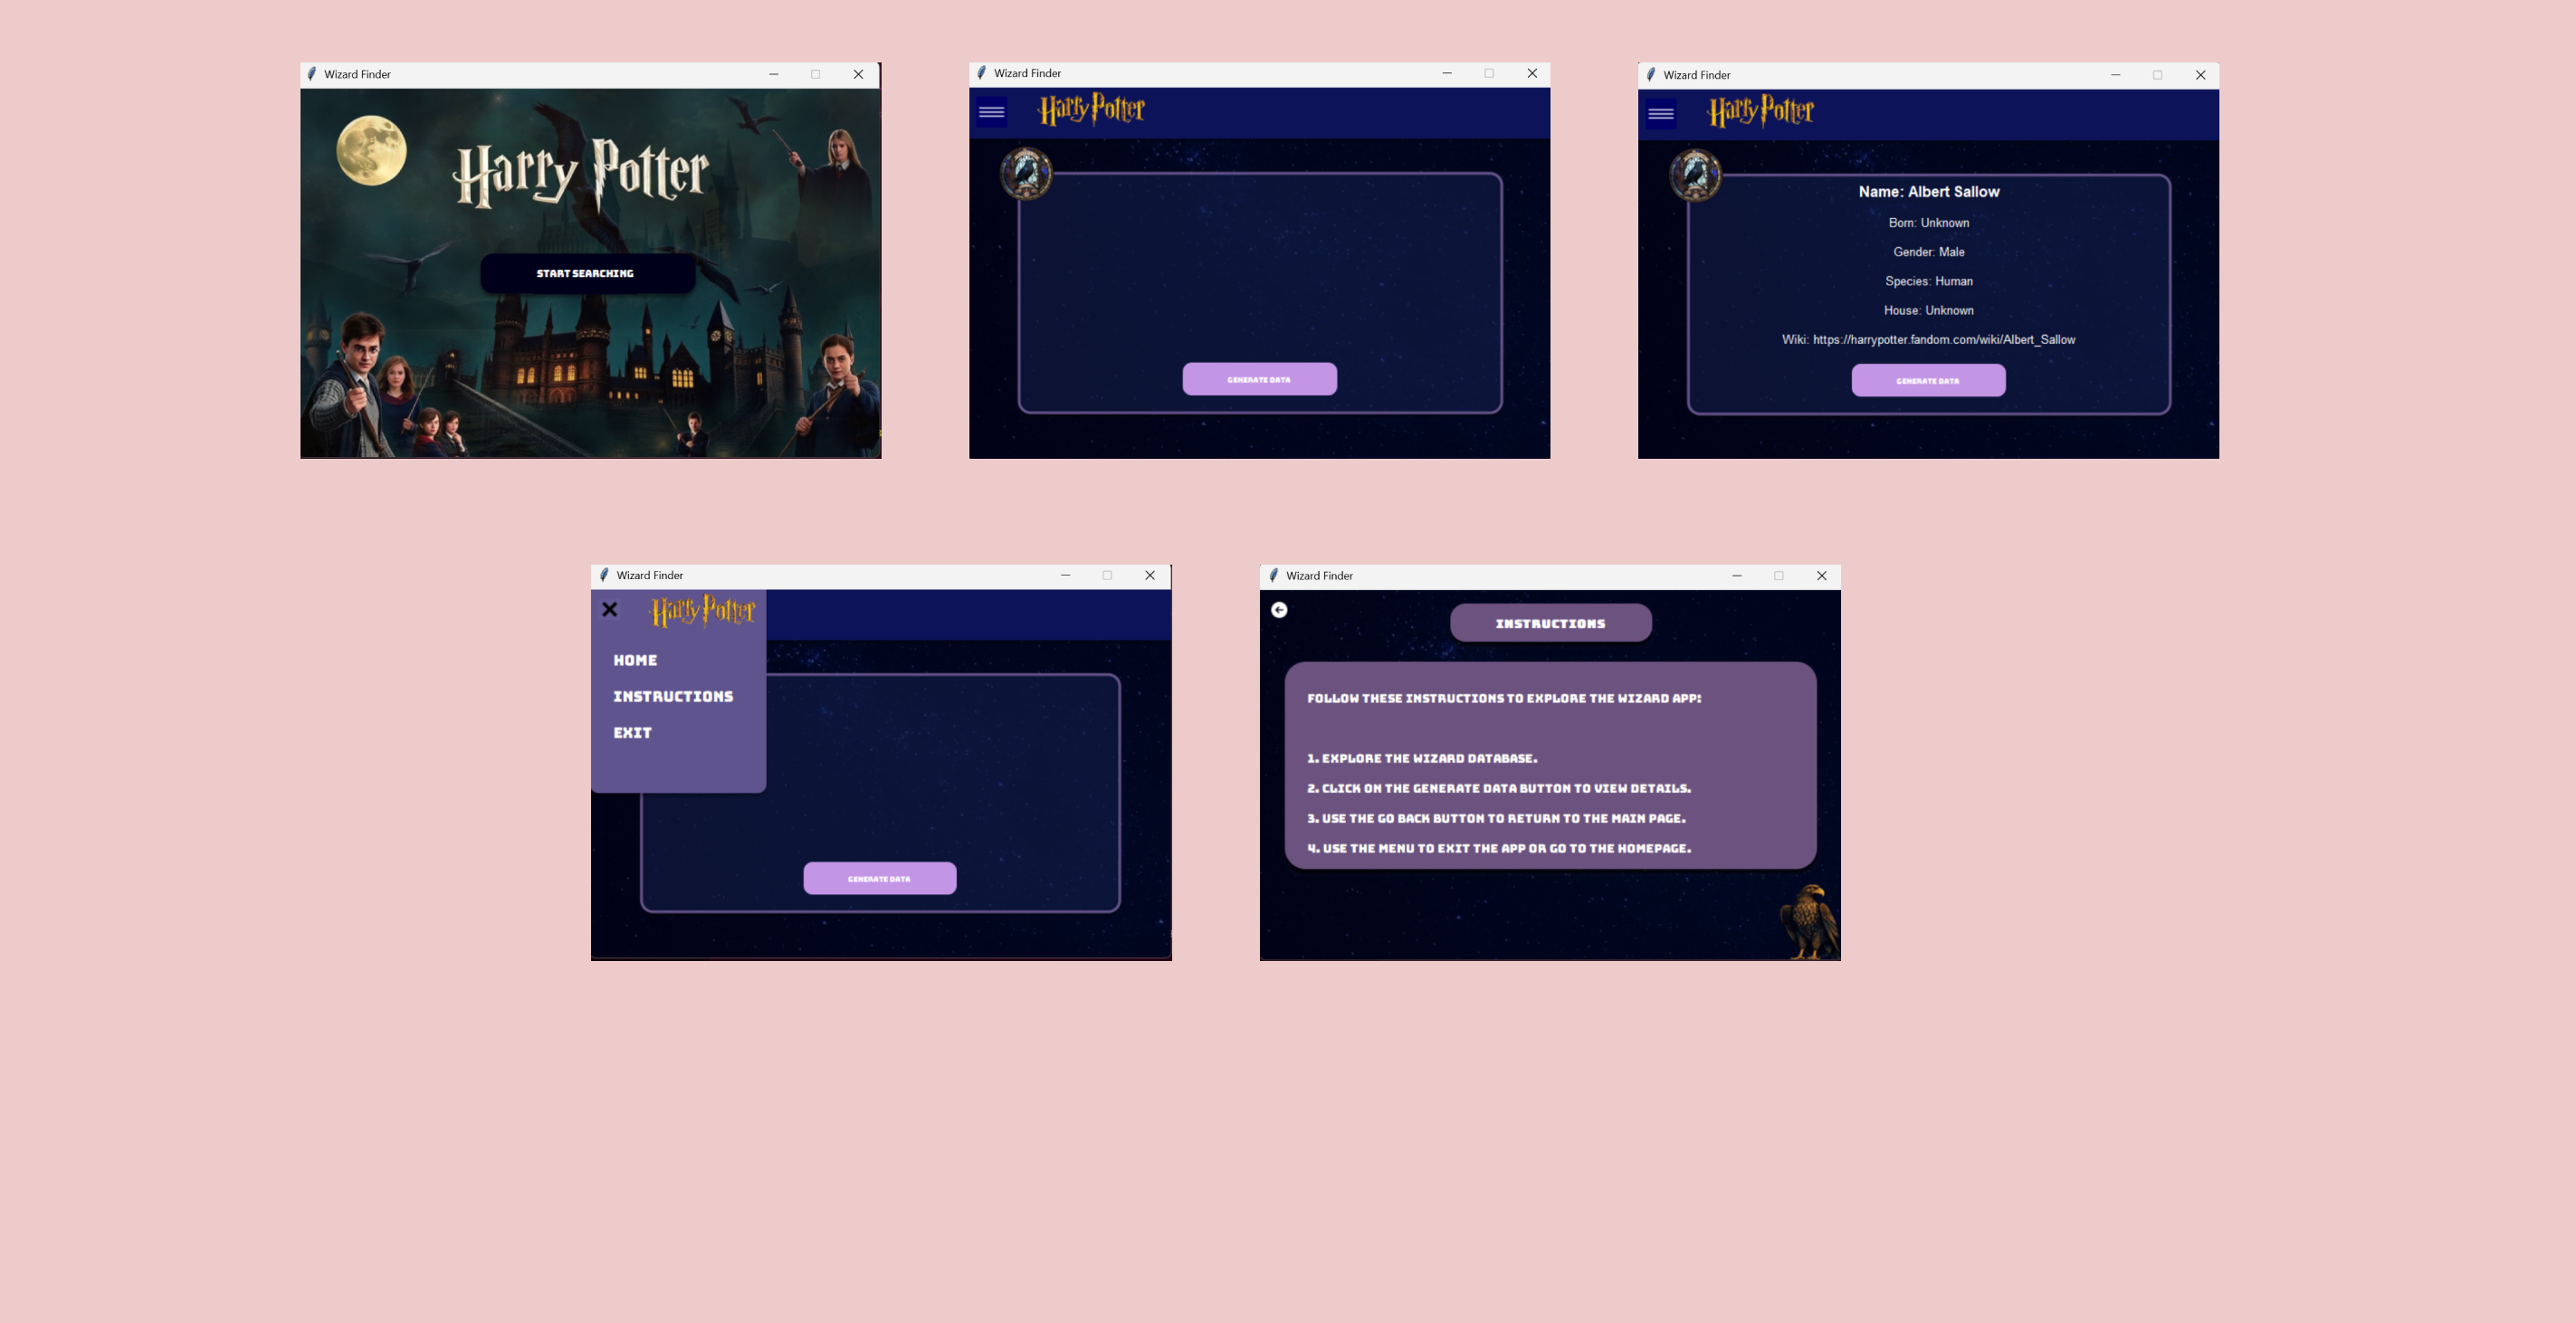 Wizard Finder
Harry Potter
START SEARCHING
Wizard Finder
Harry Potter
GENERATE DATA
Wizard Finder
Harry Potter
Name: Albert Sallow
Born: Unknown
Gender: Male
Species: Human
House: Unknown
Wiki: https://harrypotter.fandom.com/wiki/Albert_Sallow
GENERATE DATA
Wizard Finder
Harry Potter
HOME
INSTRUCTIONS
EXIT
GENERATE DATA
Wizard Finder
INSTRUCTIONS
FOLLOW THESE INSTRUCTIONS TO EXPLORE THE WIZARD APP:
1. EXPLORE THE WIZARD DATABASE.
2. CLICK ON THE GENERATE DATA BUTTON TO VIEW DETAILS.
3. USE THE GO BACK BUTTON TO RETURN TO THE MAIN PAGE.
4. USE THE MENU TO EXIT THE APP OR GO TO THE HOMEPAGE.